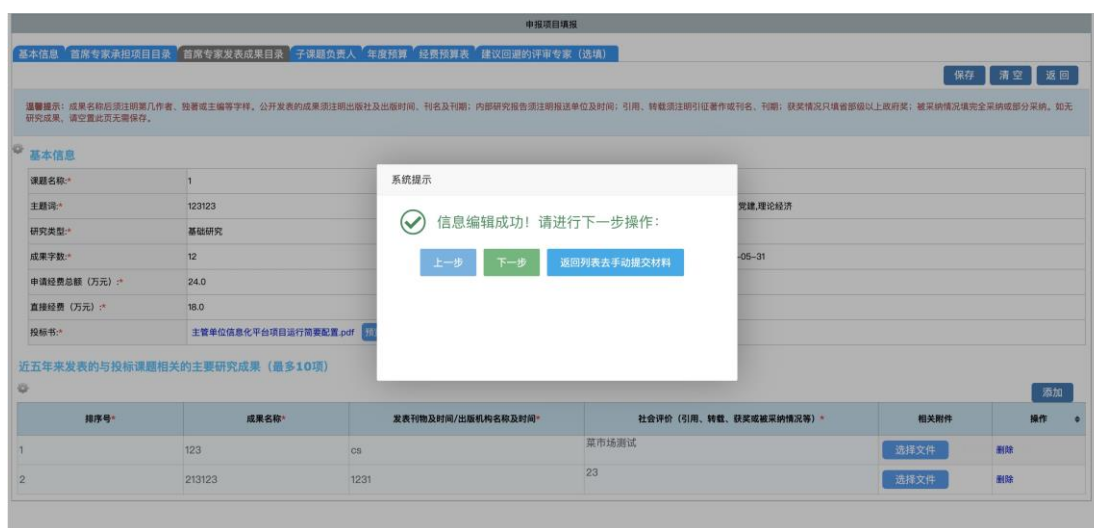 申报项目填报
基本信息 首席专家承担项目目录 首席专家发表成果目录 子课题负责人 年度预算 经费预算表 建议回避的评审专家（选填）
保存 清空 返回
温馨提示：成果名称后须注明第几作者、独著或主编等字样。公开发表的成果须注明出版社及出版时间、刊名及刊期；内部研究报告须注明报送单位及时间；引用、转载须注明引征著作或刊名、刊期；获奖情况只填省部级以上政府奖；被采纳情况填完全采纳或部分采纳。如无
研究成果，请空置此页无需保存。
基本信息
课题名称:* 1
主题词:* 123123
党建,理论经济
研究类型:* 基础研究
成果字数:* 12
-05-31
申请经费总额（万元）:* 24.0
直接经费（万元）:* 18.0
投标书:* 主管单位信息化平台项目运行简要配置.pdf
系统提示
信息编辑成功！请进行下一步操作：
上一步 下一步 返回列表去手动提交材料
近五年来发表的与投标课题相关的主要研究成果（最多10项）
添加
排序号* 成果名称* 发表刊物及时间/出版机构名称及时间* 社会评价（引用、转载、获奖或被采纳情况等）* 相关附件 操作
1 123 cs 菜市场测试 选择文件 删除
2 213123 1231 23 选择文件 删除